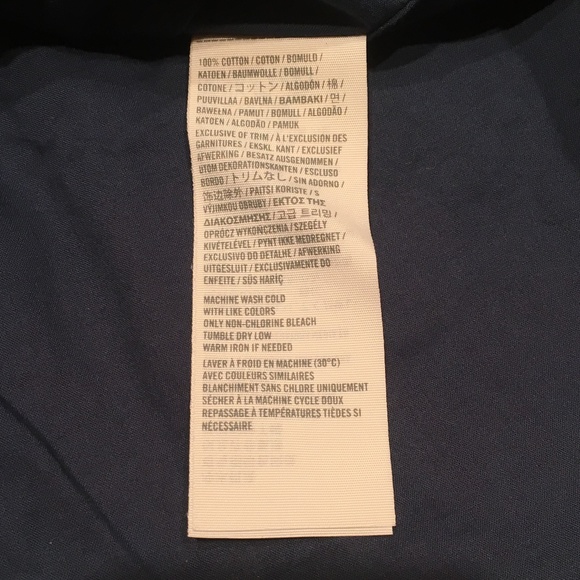 100% COTTON / COTON / BOMULD /
KATOEN / BAUMWOLLE / BOMULL /
COTONE / コットン / ALGODÓN / 棉 /
PUUVILLAA / BAVLNA / BAMBAKI / 면 /
BAWEŁNA / PAMUT / BOMULL / ALGODÃO /
KATOEN / ALGODÃO / PAMUK
EXCLUSIVE OF TRIM / À L'EXCLUSION DES
GARNITURES / EKSKL. KANT / EXCLUSIEF
AFWERKING / BESATZ AUSGENOMMEN /
UTOM DEKORATIONSKANTEN / ESCLUSO
BORDO / トリムなし / SIN ADORNO /
饰边除外 / PAITSI KORISTE / S
VÝJIMKOU OBRUBY / ΕΚΤΟΣ ΤΗΣ
ΔΙΑΚΟΣΜΗΣΗΣ / 고급 트리밍 /
OPRÓCZ WYKOŃCZENIA / SZEGÉLY
KIVÉTELÉVEL / PYNT IKKE MEDREGNET /
EXCLUSIVO DO DETALHE / AFWERKING
UITGESLUIT / EXCLUSIVAMENTE DO
ENFEITE / SÜS HARİÇ
MACHINE WASH COLD
WITH LIKE COLORS
ONLY NON-CHLORINE BLEACH
TUMBLE DRY LOW
WARM IRON IF NEEDED
LAVER À FROID EN MACHINE (30°C)
AVEC COULEURS SIMILAIRES
BLANCHIMENT SANS CHLORE UNIQUEMENT
SÉCHER À LA MACHINE CYCLE DOUX
REPASSAGE À TEMPÉRATURES TIÈDES SI
NÉCESSAIRE